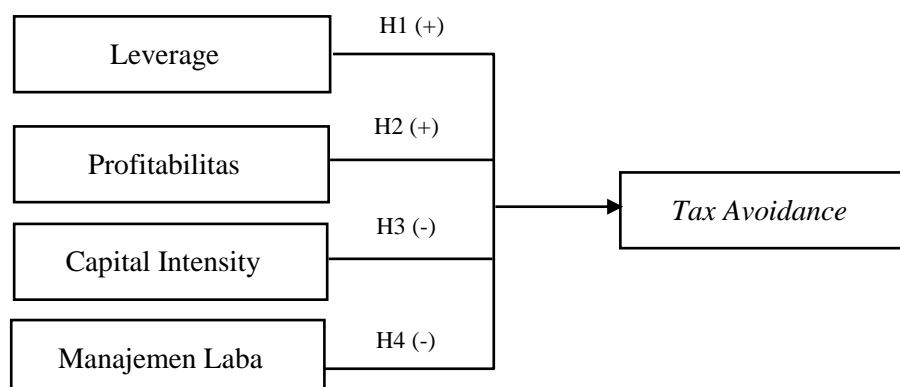 H1 (+)
Leverage
H2 (+)
Profitabilitas
Tax Avoidance
H3 (-)
Capital Intensity
H4 (-)
Manajemen Laba